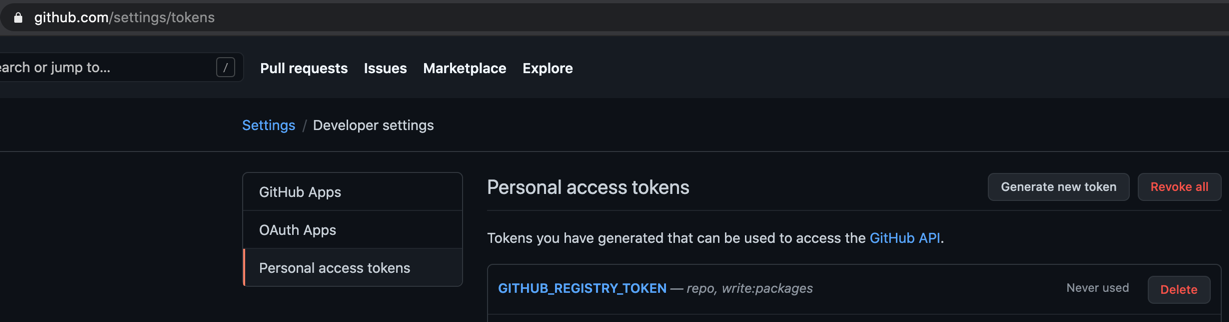 github.com/settings/tokens
earch or jump to... / Pull requests Issues Marketplace Explore
Settings / Developer settings
GitHub Apps
OAuth Apps
Personal access tokens
Personal access tokens Generate new token Revoke all
Tokens you have generated that can be used to access the GitHub API.
GITHUB_REGISTRY_TOKEN — repo, write:packages Never used Delete